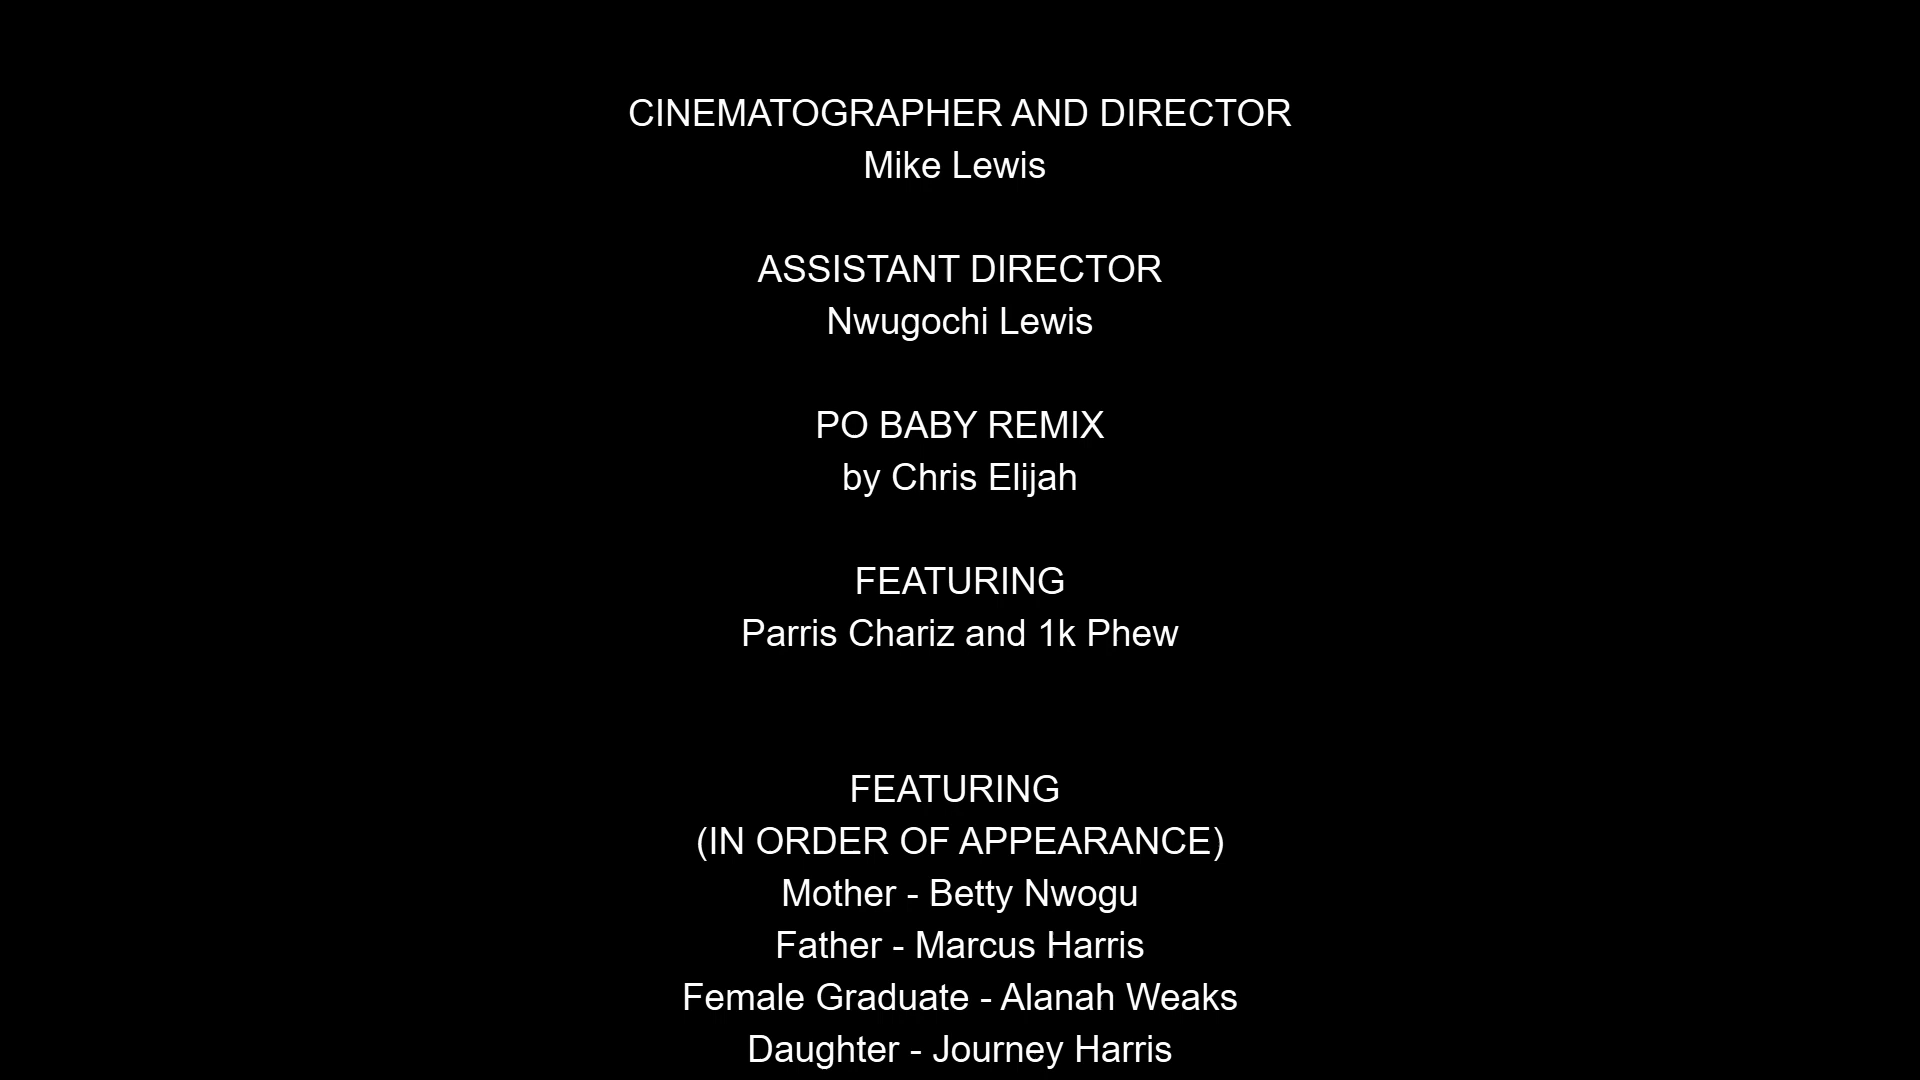 CINEMATOGRAPHER AND DIRECTOR
Mike Lewis
ASSISTANT DIRECTOR
Nwugochi Lewis
PO BABY REMIX
by Chris Elijah
FEATURING
Parris Chariz and 1k Phew
FEATURING
(IN ORDER OF APPEARANCE)
Mother - Betty Nwogu
Father - Marcus Harris
Female Graduate - Alanah Weaks
Daughter - Journey Harris